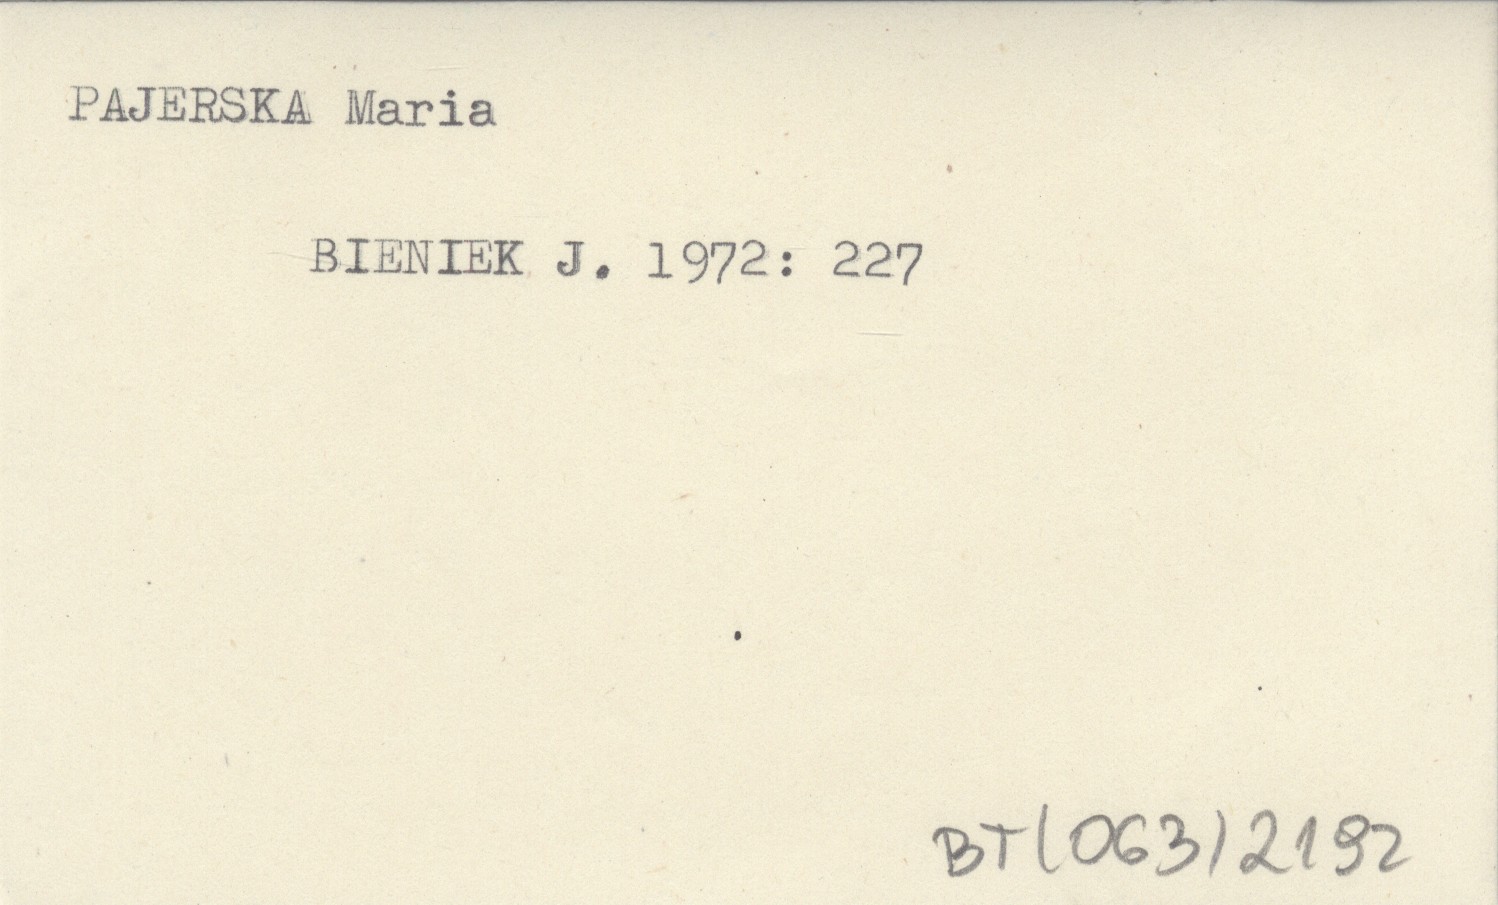 PAJERSKA Maria
BIENIEK J. 1972: 227
BT(063)2192